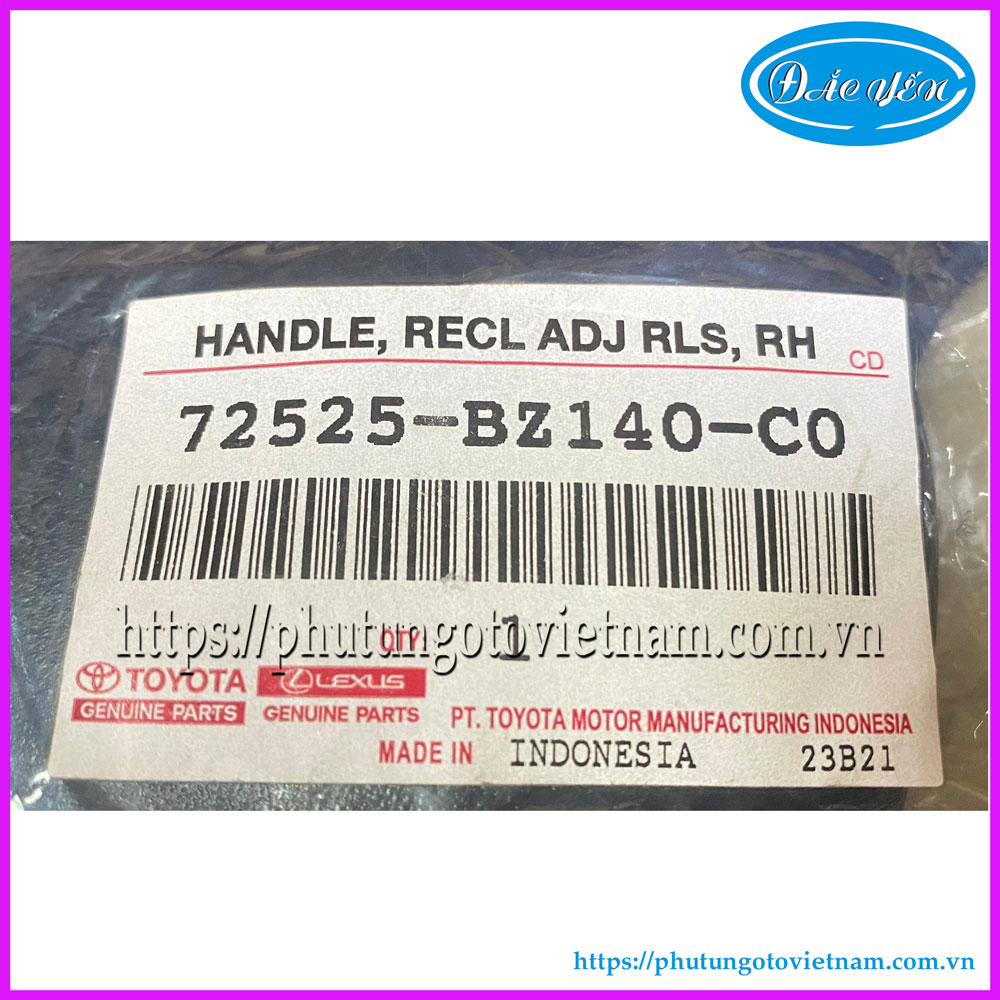 ĐẮC YẾN
HANDLE, RECL ADJ RLS, RH
CD
72525-BZ140-C0
https://phutungotovietnam.com.vn
QTY: 1
TOYOTA LEXUS
GENUINE PARTS GENUINE PARTS PT. TOYOTA MOTOR MANUFACTURING INDONESIA
MADE IN INDONESIA 23B21
https://phutungotovietnam.com.vn